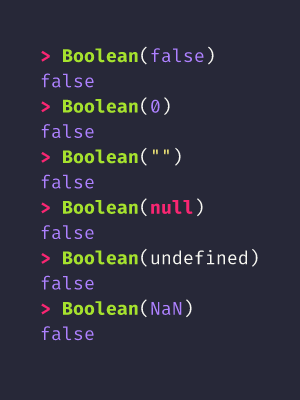 > Boolean(false)
false
> Boolean(0)
false
> Boolean("")
false
> Boolean(null)
false
> Boolean(undefined)
false
> Boolean(NaN)
false